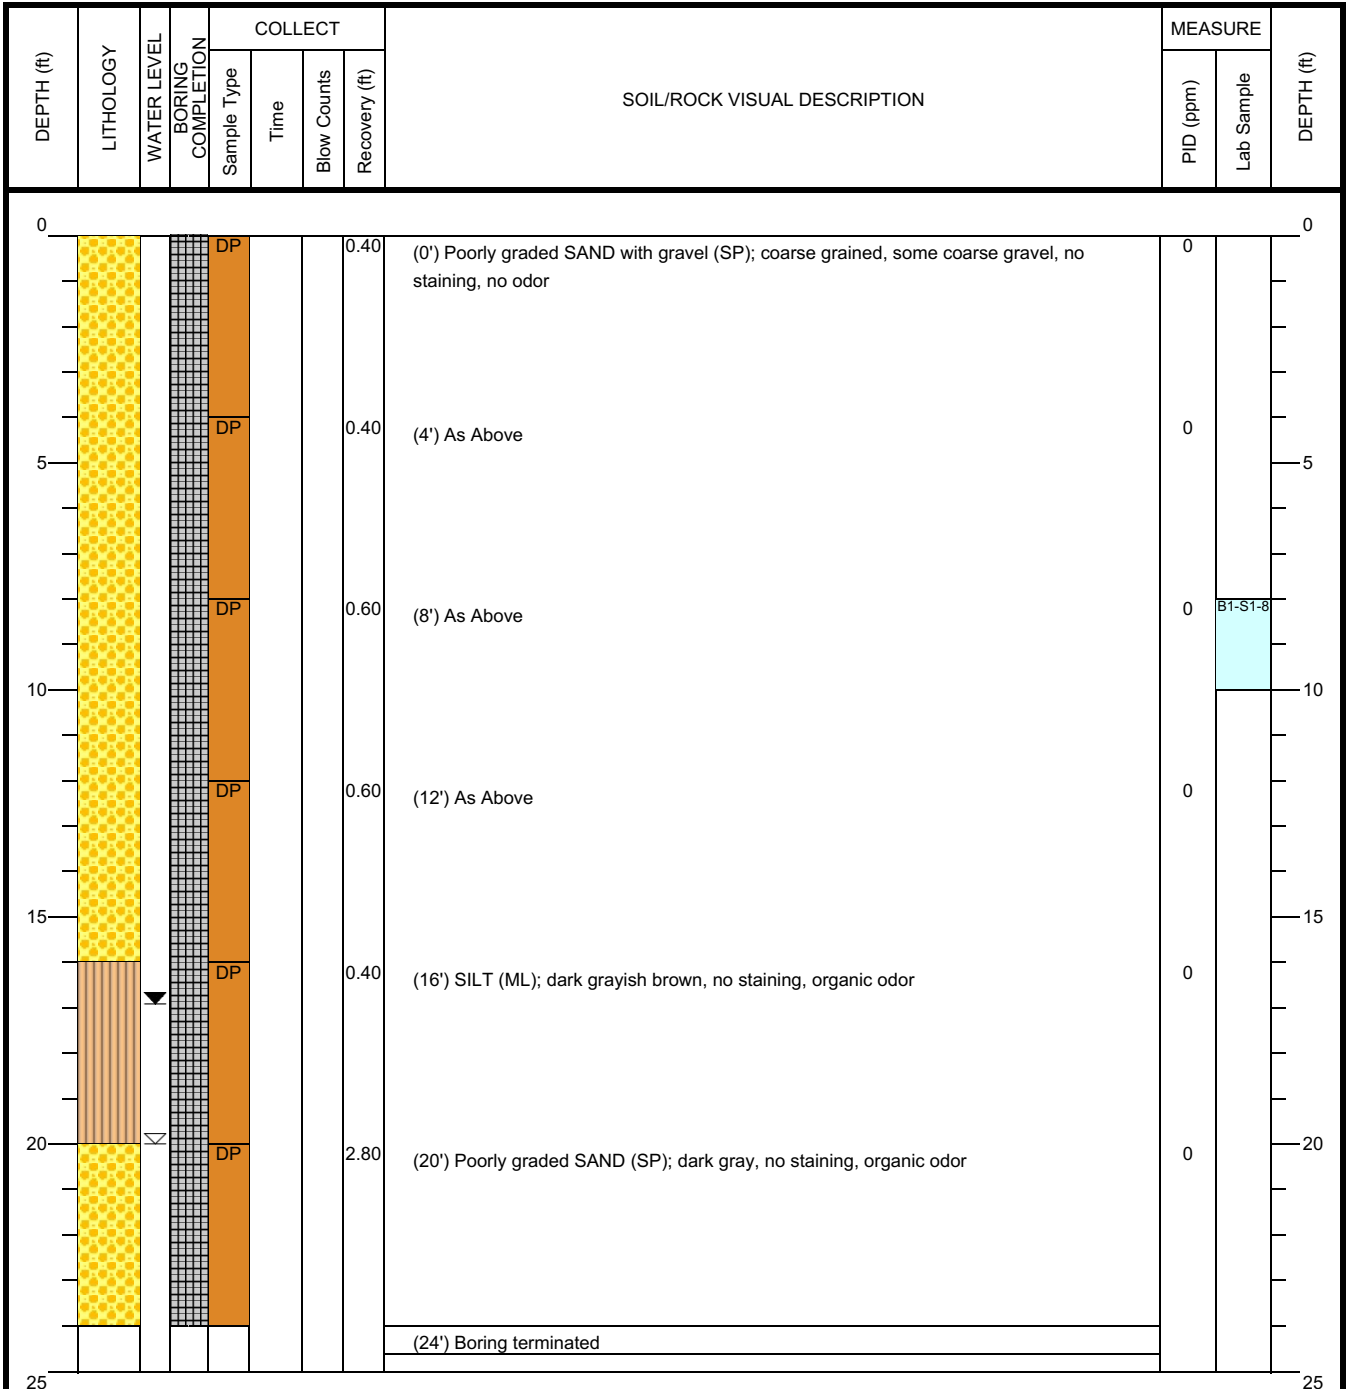 COLLECT
MEASURE
DEPTH (ft)
LITHOLOGY
WATER LEVEL
BORING
COMPLETION
Sample Type
Time
Blow Counts
Recovery (ft)
SOIL/ROCK VISUAL DESCRIPTION
PID (ppm)
Lab Sample
DEPTH (ft)
0 0
DP 0.40 (0') Poorly graded SAND with gravel (SP); coarse grained, some coarse gravel, no 0
staining, no odor
DP 0.40 (4') As Above 0
5 5
DP 0.60 (8') As Above 0 B1-S1-8
10 10
DP 0.60 (12') As Above 0
15 15
DP 0.40 (16') SILT (ML); dark grayish brown, no staining, organic odor 0
20 20
DP 2.80 (20') Poorly graded SAND (SP); dark gray, no staining, organic odor 0
(24') Boring terminated
25 25